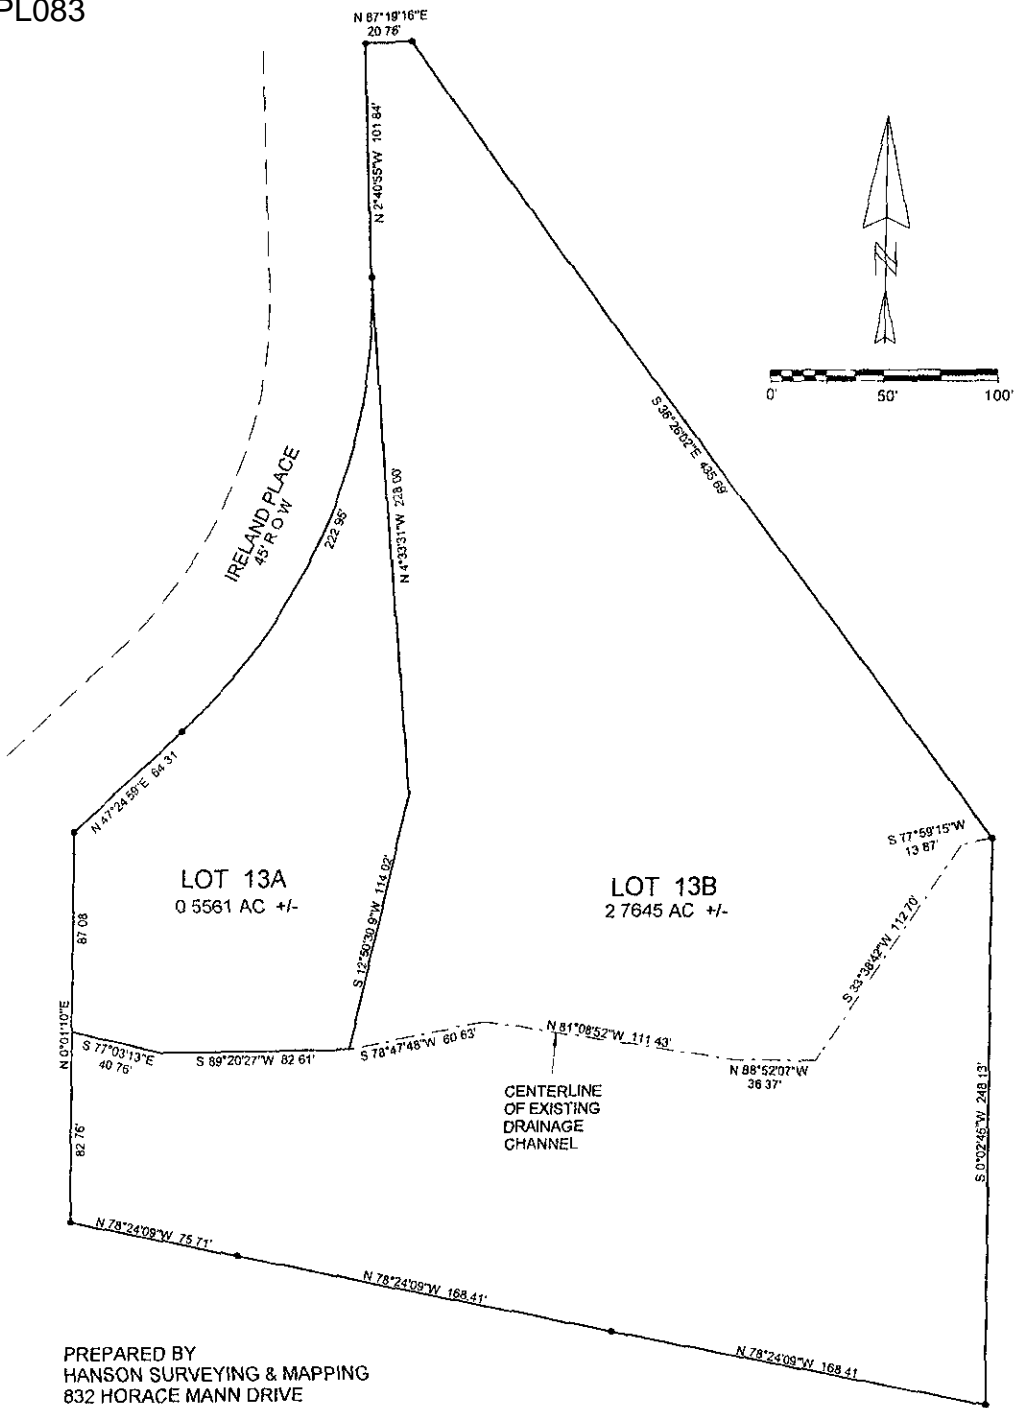 PL083
N 87°19'16"E
20 76'
N 2°40'55"W 101 84'
0'
50'
100'
S 36°26'02"E 435 69'
IRELAND PLACE
45' R O W
222 95'
N 4°33'31"W 228 00'
N 47°24 59"E 64 31
S 77°59'15"W
13 87'
LOT 13A
0 5561 AC +/-
LOT 13B
2 7645 AC +/-
87 08
S 12°50'30 9"W 114 02'
S 33°38'42"W 112 70'
N 0°01'10"E
S 77°03'13"E
40 76'
S 89°20'27"W 82 61'
S 78°47'48"W 60 63'
N 81°08'52"W 111 43'
N 88°52'07"W
36 37'
CENTERLINE
OF EXISTING
DRAINAGE
CHANNEL
S 0°02'46"W 248 13'
82 76'
N 78°24'09"W 75 71'
N 78°24'09"W 168.41'
N 78°24'09"W 168 41
PREPARED BY
HANSON SURVEYING & MAPPING
832 HORACE MANN DRIVE